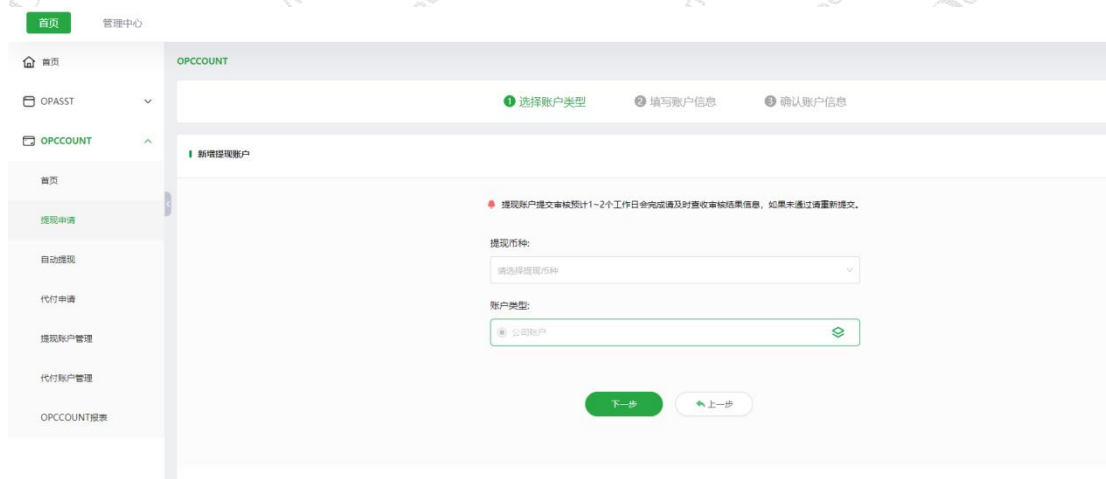 首页 管理中心
首页
OPASST
OPCCOUNT
首页
提现申请
自动提现
代付申请
提现账户管理
代付账户管理
OPCCOUNT报表
OPCCOUNT
1 选择账户类型 2 填写账户信息 3 确认账户信息
新增提现账户
提现账户提交审核预计1~2个工作日会完成请及时查收审核结果信息，如果未通过请重新提交。
提现币种:
请选择提现币种
账户类型:
公司账户
下一步 上一步